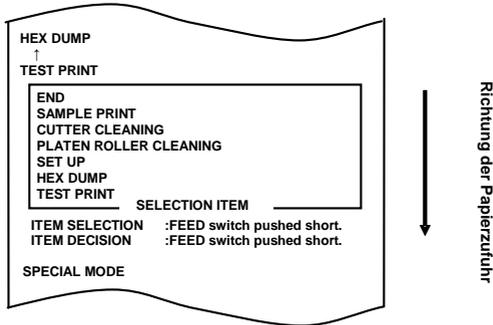 HEX DUMP
↑
TEST PRINT
END
SAMPLE PRINT
CUTTER CLEANING
PLATEN ROLLER CLEANING
SET UP
HEX DUMP
TEST PRINT
SELECTION ITEM
ITEM SELECTION :FEED switch pushed short.
ITEM DECISION :FEED switch pushed short.
SPECIAL MODE
Richtung der Papierzufuhr